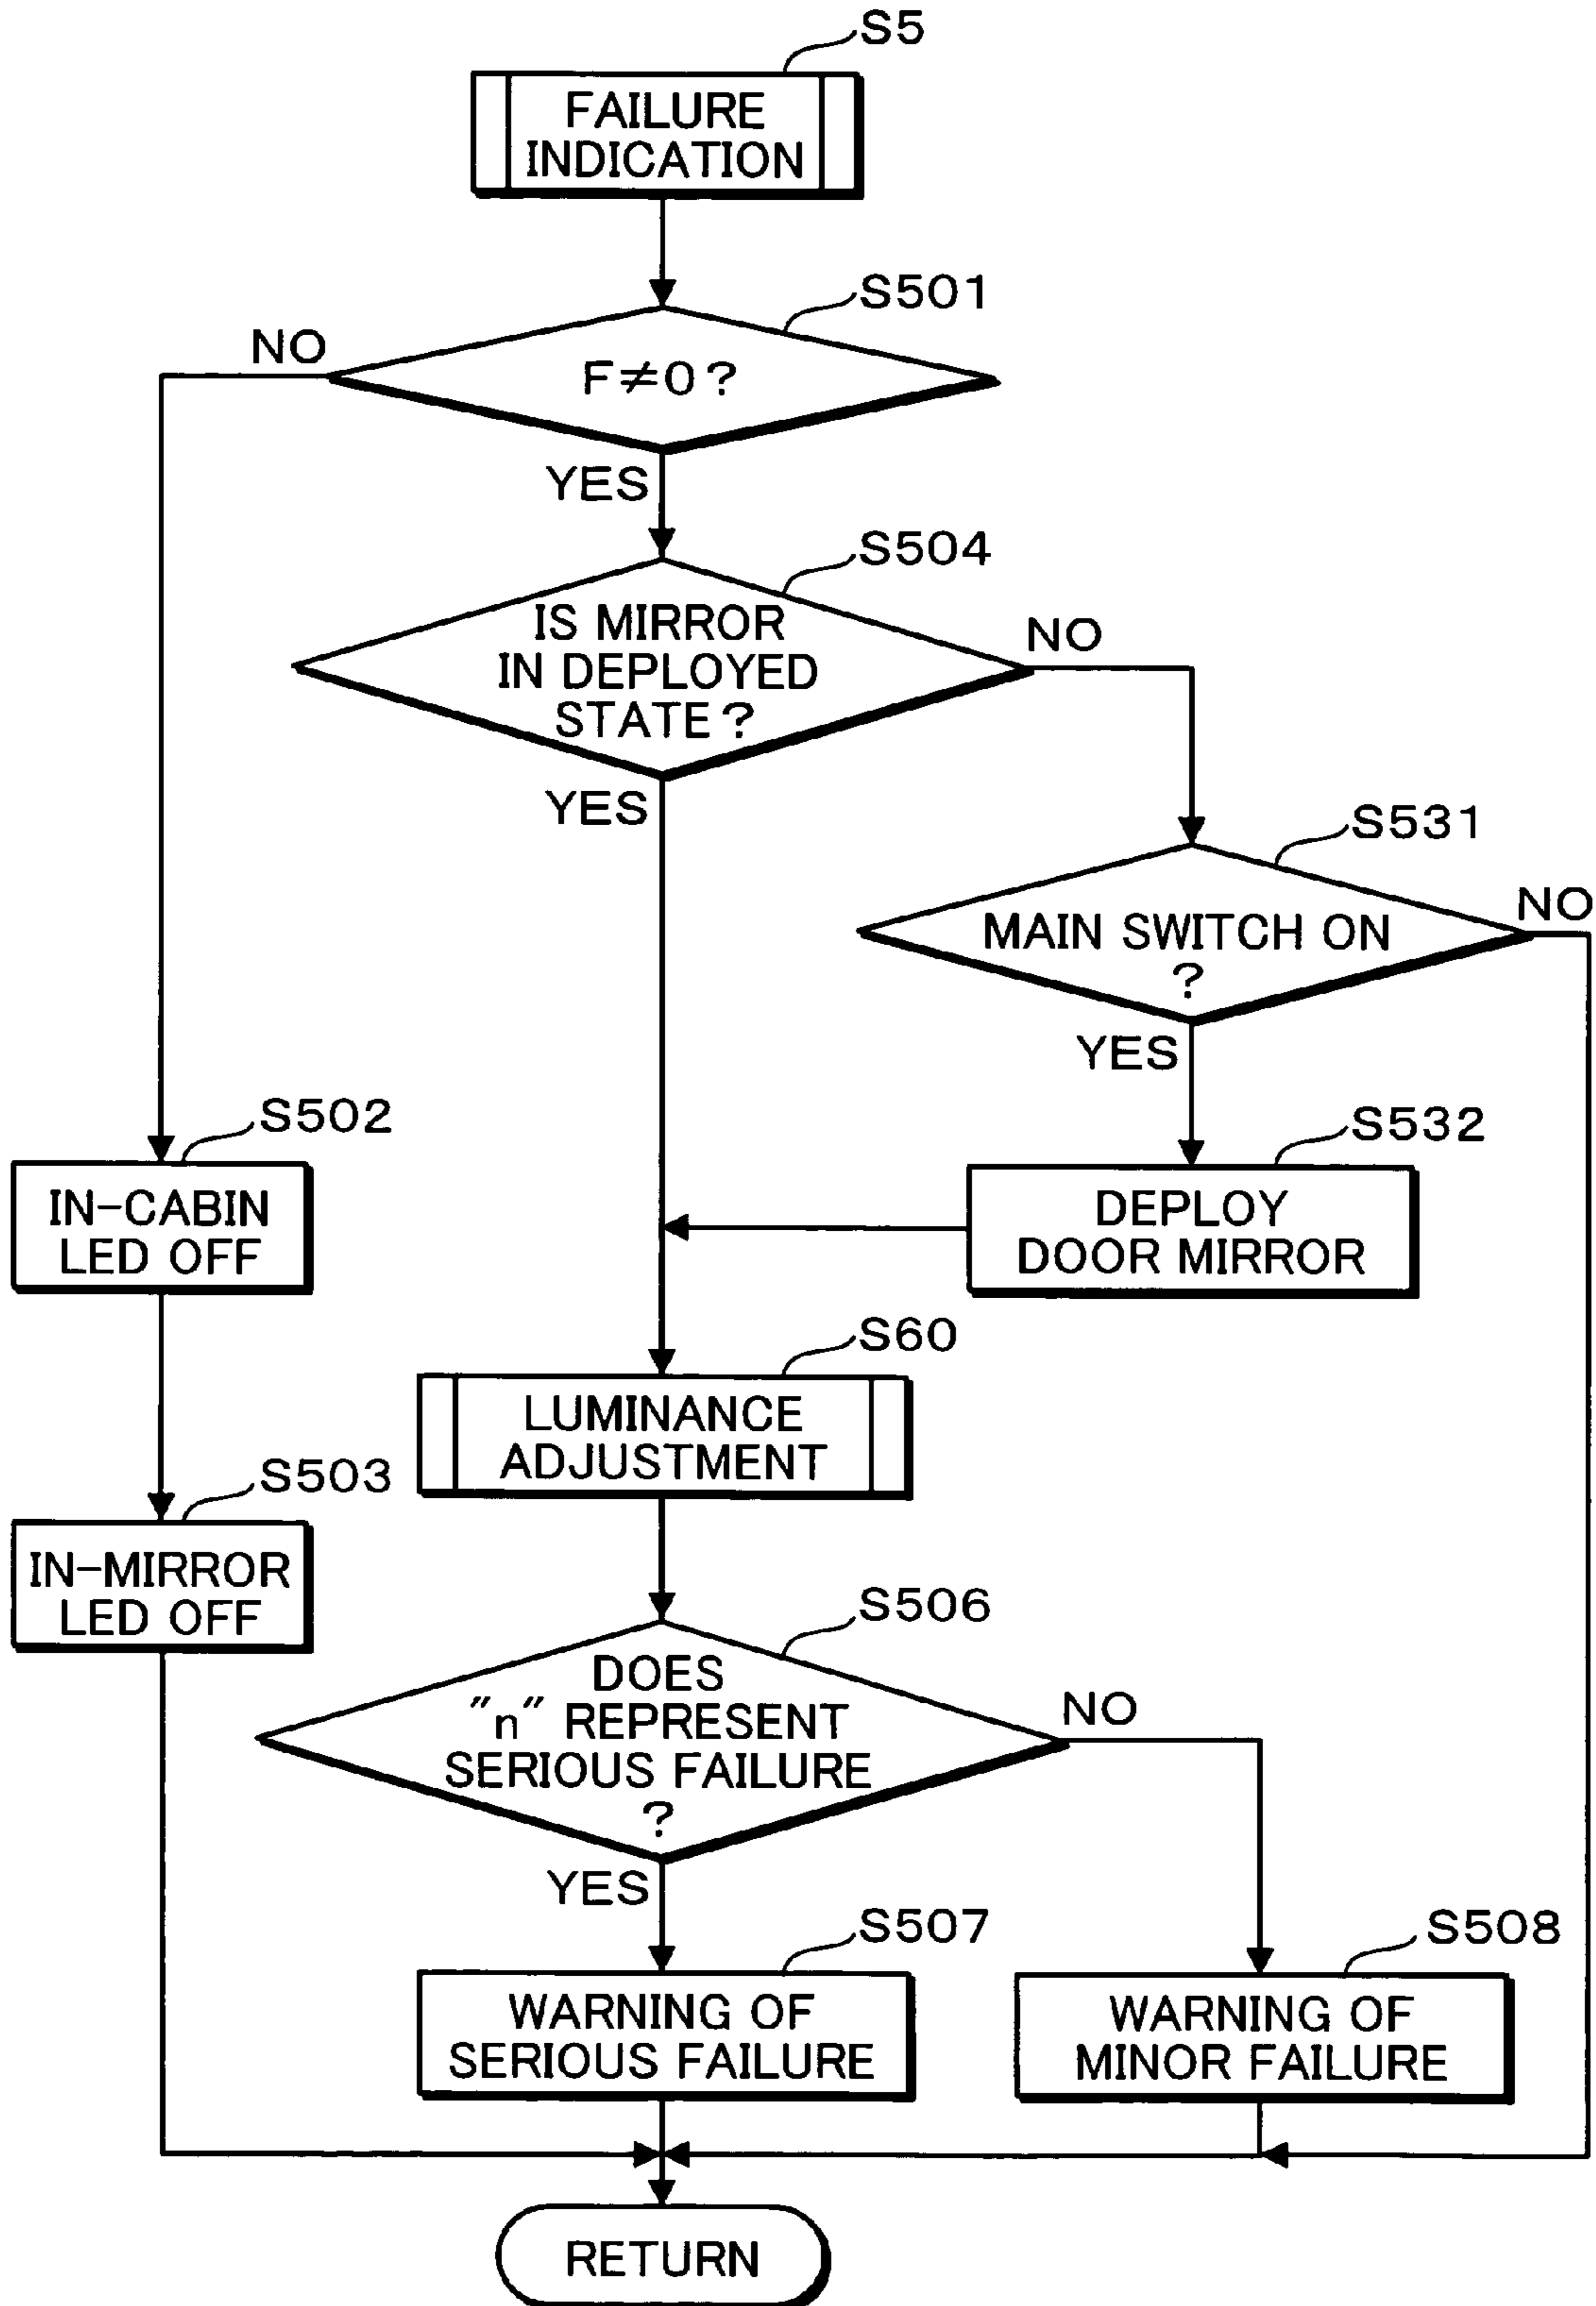 S5
FAILURE
INDICATION
S501
NO
F≠0?
YES
S504
IS MIRROR
IN DEPLOYED
STATE?
NO
YES
S531
MAIN SWITCH ON
?
NO
YES
S502
IN-CABIN
LED OFF
S532
DEPLOY
DOOR MIRROR
S60
LUMINANCE
ADJUSTMENT
S503
IN-MIRROR
LED OFF
S506
DOES
"n" REPRESENT
SERIOUS FAILURE
?
NO
YES
S507
WARNING OF
SERIOUS FAILURE
S508
WARNING OF
MINOR FAILURE
RETURN